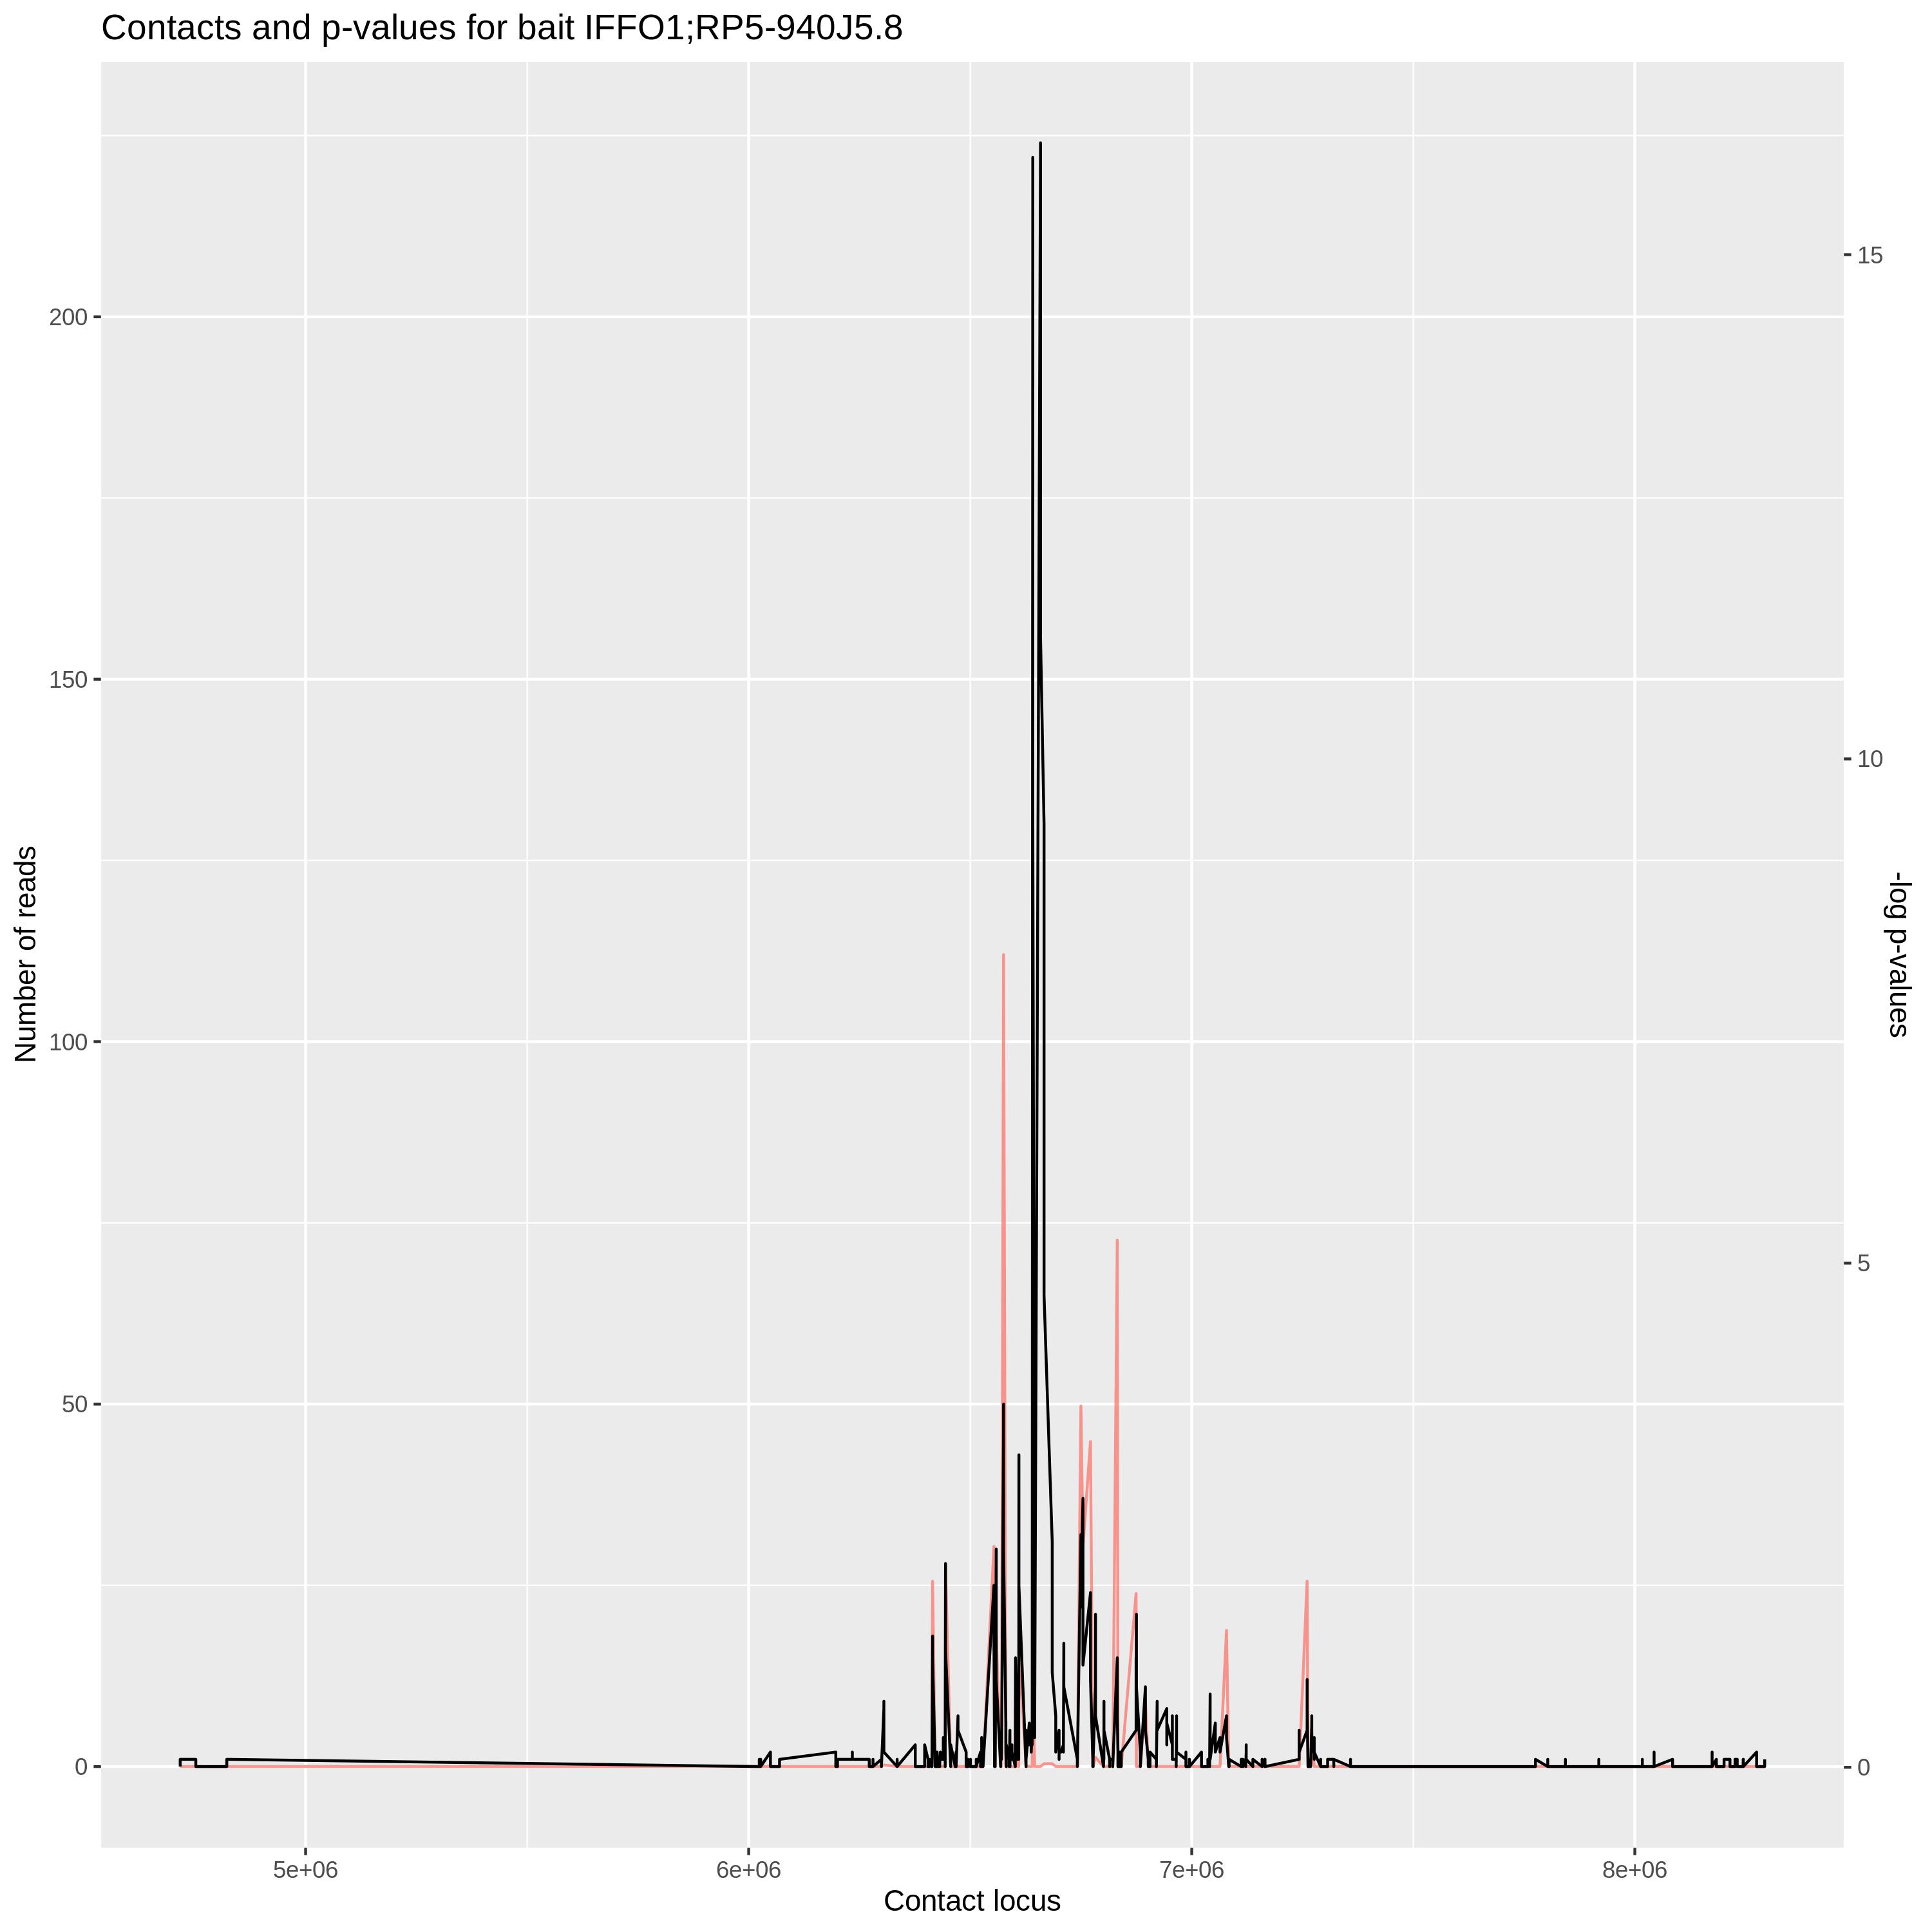 Contacts and p-values for bait IFFO1;RP5-940J5.8
Number of reads
200
150
100
50
0
15
10
5
0
-log p-values
5e+06
6e+06
7e+06
8e+06
Contact locus